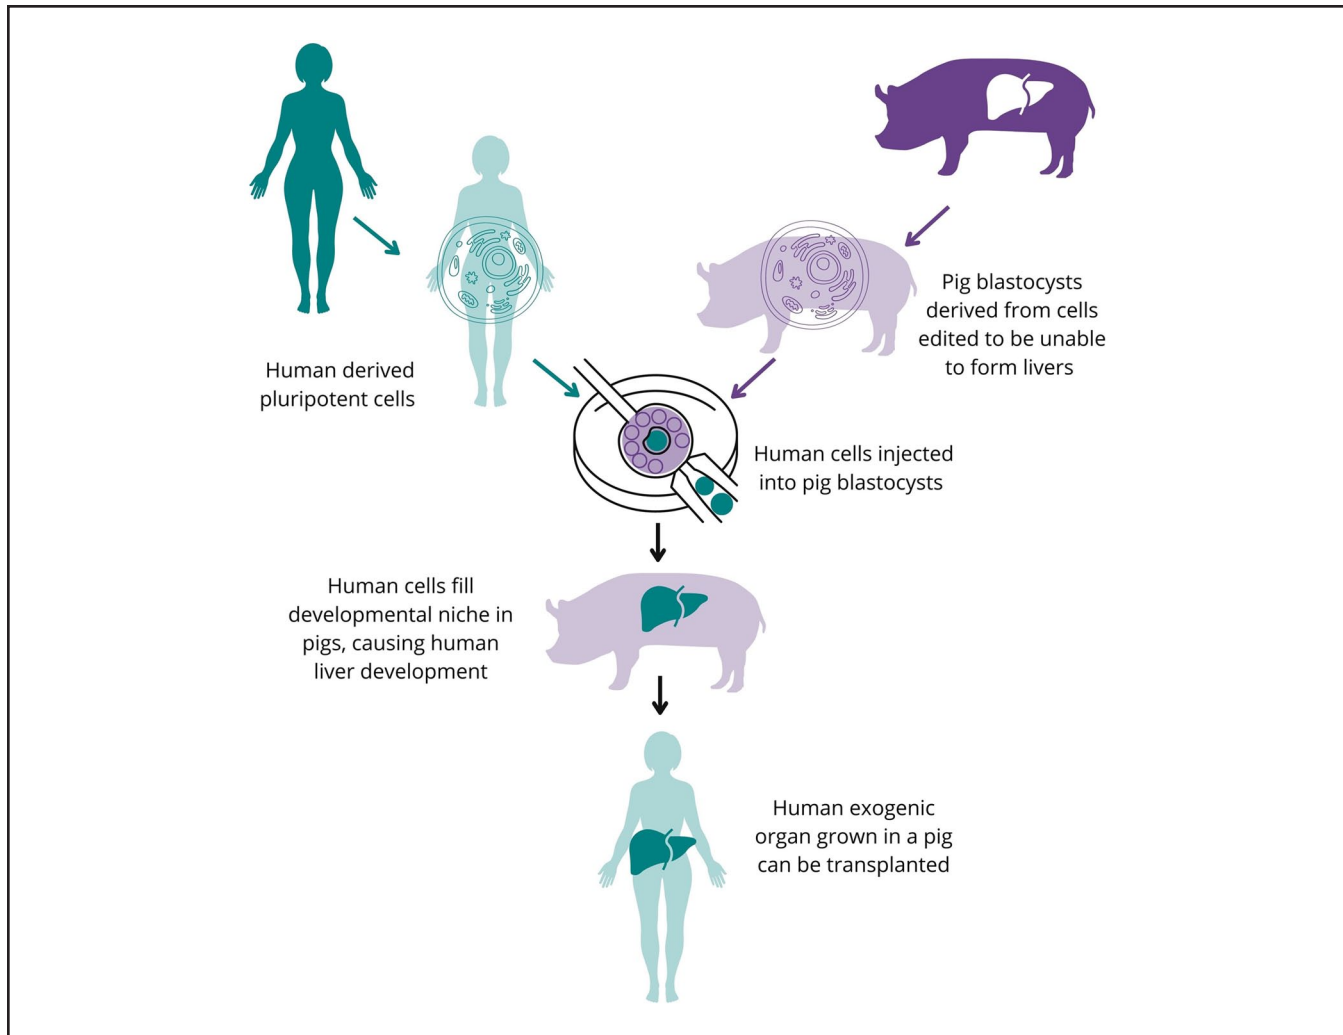 Human derived
pluripotent cells
Pig blastocysts
derived from cells
edited to be unable
to form livers
Human cells injected
into pig blastocysts
Human cells fill
developmental niche in
pigs, causing human
liver development
Human exogenic
organ grown in a pig
can be transplanted